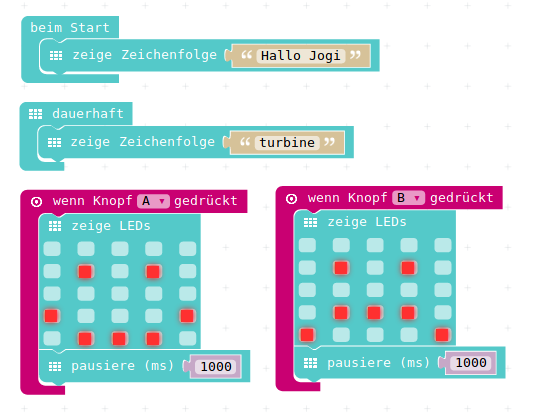 beim Start
zeige Zeichenfolge “ Hallo Jogi ”
dauerhaft
zeige Zeichenfolge “ turbine ”
wenn Knopf A ▾ gedrückt
zeige LEDs
pausiere (ms) 1000
wenn Knopf B ▾ gedrückt
zeige LEDs
pausiere (ms) 1000